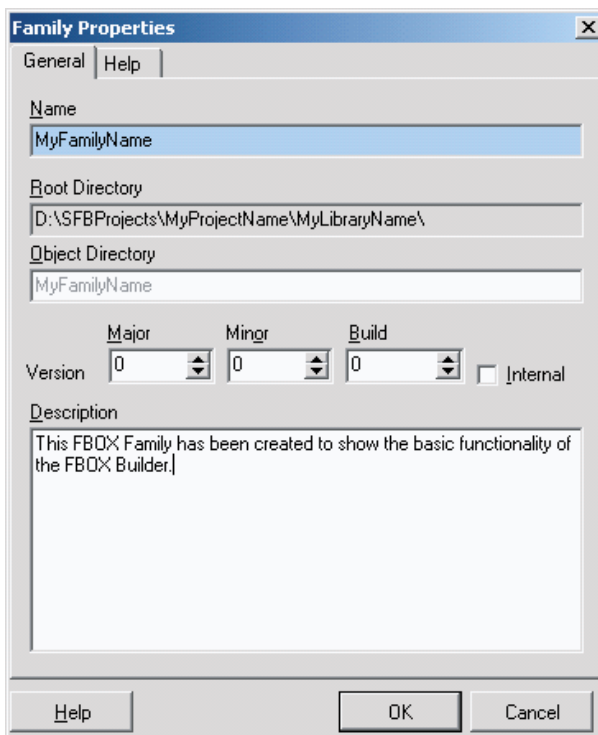 Family Properties
General Help
Name
MyFamilyName
Root Directory
D:\SFBProjects\MyProjectName\MyLibraryName\
Object Directory
MyFamilyName
Major Minor Build
Version 0 0 0 Internal
Description
This FBOX Family has been created to show the basic functionality of
the FBOX Builder.
Help OK Cancel